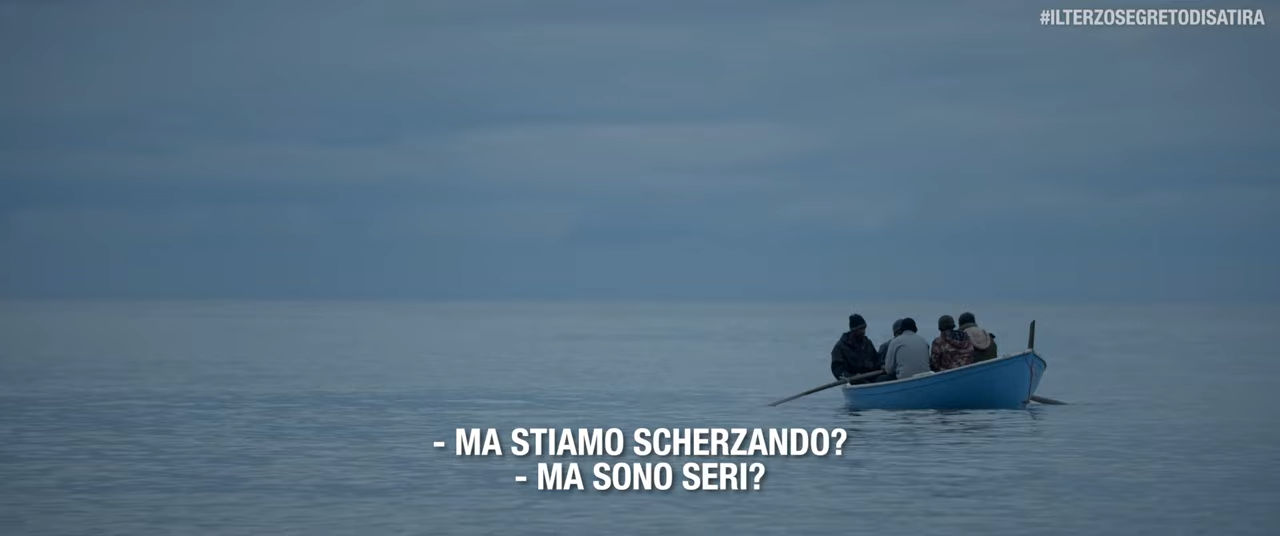 #ILTERZOSEGRETODISATIRA
- MA STIAMO SCHERZANDO?
- MA SONO SERI?